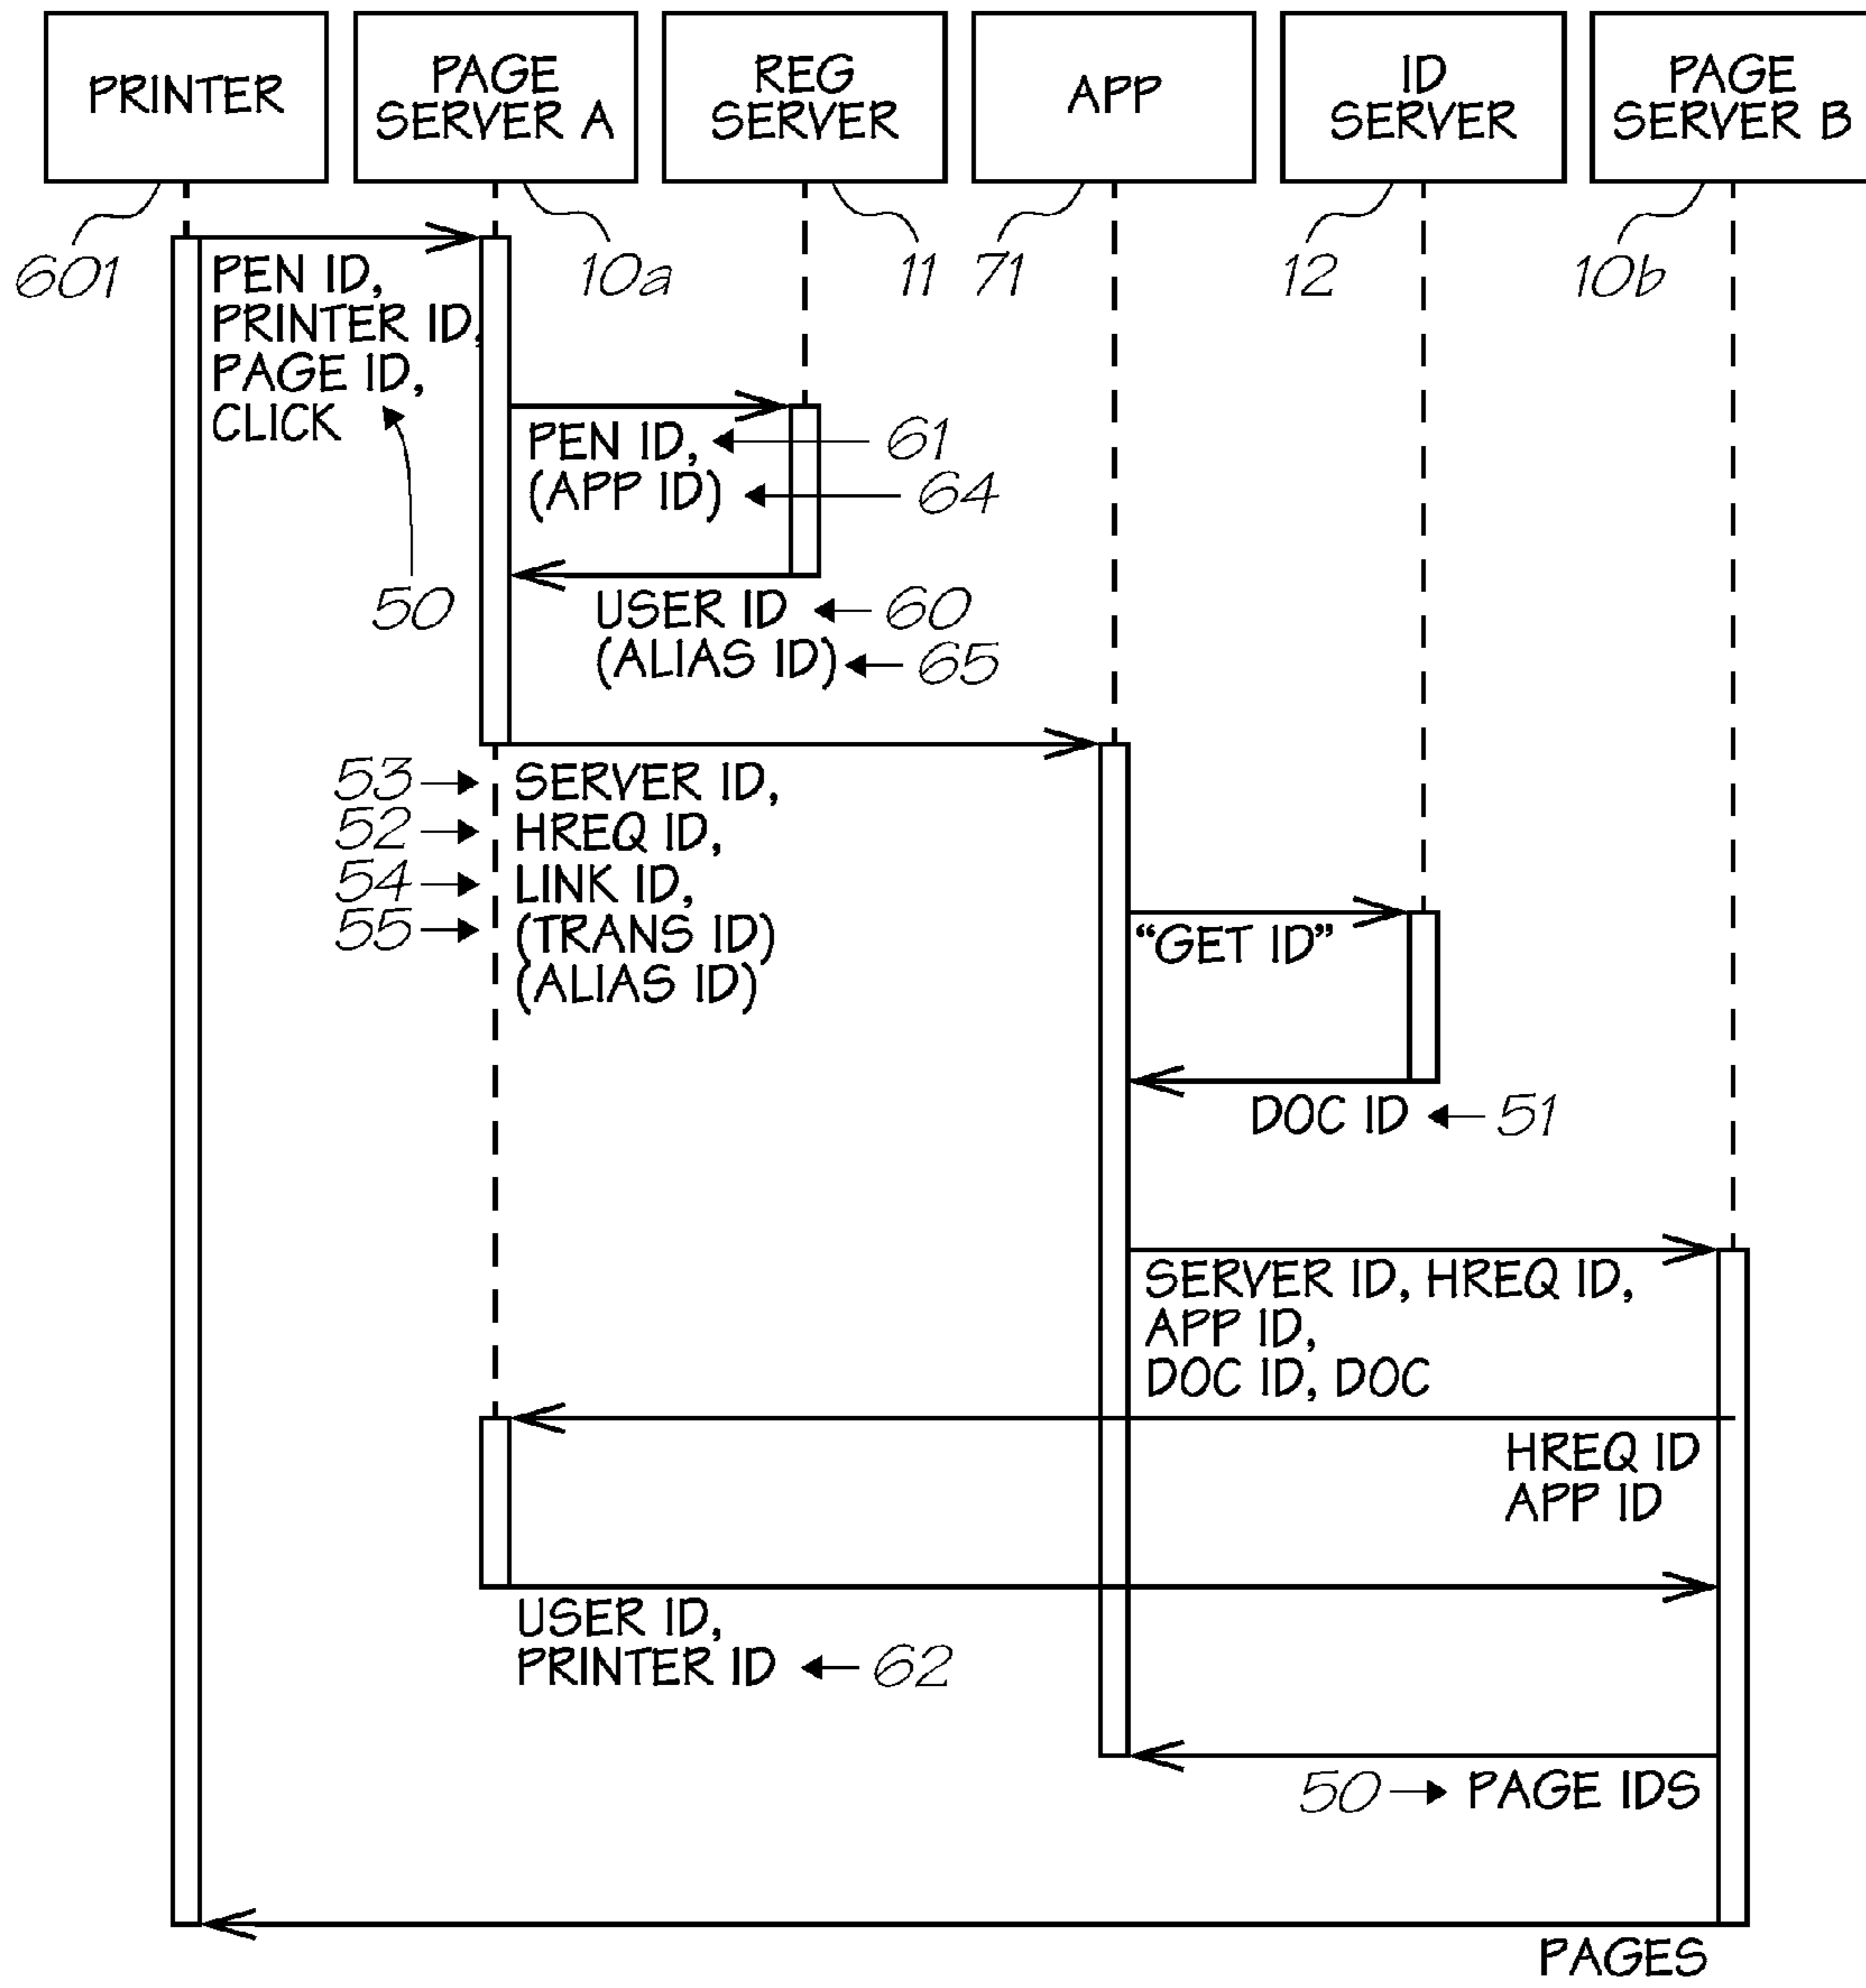 PRINTER
PAGE
SERVER A
REG
SERVER
APP
ID
SERVER
PAGE
SERVER B
601
10a
11
71
12
10b
PEN ID,
PRINTER ID,
PAGE ID,
CLICK
50
PEN ID,
61
(APP ID)
64
USER ID
60
(ALIAS ID)
65
53
SERVER ID,
52
HREQ ID,
54
LINK ID,
55
(TRANS ID)
(ALIAS ID)
“GET ID”
DOC ID
51
SERVER ID, HREQ ID,
APP ID,
DOC ID, DOC
HREQ ID
APP ID
USER ID,
PRINTER ID
62
50
PAGE IDS
PAGES